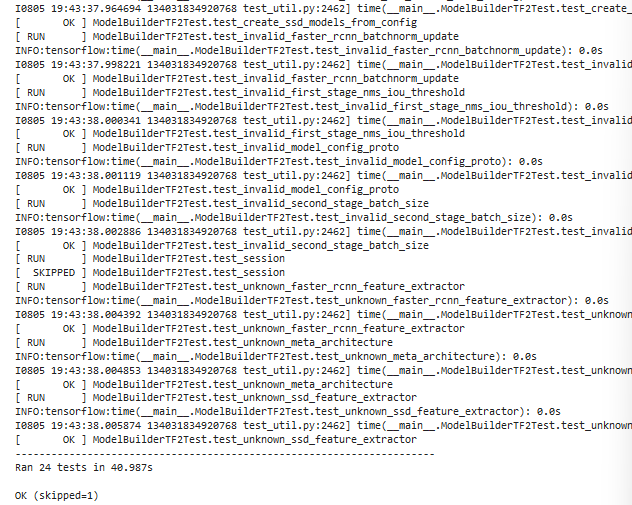 I0805 19:43:37.964694 134031834920768 test_util.py:2462] time(__main__.ModelBuilderTF2Test.test_create_
[       OK ] ModelBuilderTF2Test.test_create_ssd_models_from_config
[ RUN      ] ModelBuilderTF2Test.test_invalid_faster_rcnn_batchnorm_update
INFO:tensorflow:time(__main__.ModelBuilderTF2Test.test_invalid_faster_rcnn_batchnorm_update): 0.0s
I0805 19:43:37.998221 134031834920768 test_util.py:2462] time(__main__.ModelBuilderTF2Test.test_invalid
[       OK ] ModelBuilderTF2Test.test_invalid_faster_rcnn_batchnorm_update
[ RUN      ] ModelBuilderTF2Test.test_invalid_first_stage_nms_iou_threshold
INFO:tensorflow:time(__main__.ModelBuilderTF2Test.test_invalid_first_stage_nms_iou_threshold): 0.0s
I0805 19:43:38.000341 134031834920768 test_util.py:2462] time(__main__.ModelBuilderTF2Test.test_invalid
[       OK ] ModelBuilderTF2Test.test_invalid_first_stage_nms_iou_threshold
[ RUN      ] ModelBuilderTF2Test.test_invalid_model_config_proto
INFO:tensorflow:time(__main__.ModelBuilderTF2Test.test_invalid_model_config_proto): 0.0s
I0805 19:43:38.001119 134031834920768 test_util.py:2462] time(__main__.ModelBuilderTF2Test.test_invalid
[       OK ] ModelBuilderTF2Test.test_invalid_model_config_proto
[ RUN      ] ModelBuilderTF2Test.test_invalid_second_stage_batch_size
INFO:tensorflow:time(__main__.ModelBuilderTF2Test.test_invalid_second_stage_batch_size): 0.0s
I0805 19:43:38.002886 134031834920768 test_util.py:2462] time(__main__.ModelBuilderTF2Test.test_invalid
[       OK ] ModelBuilderTF2Test.test_invalid_second_stage_batch_size
[ RUN      ] ModelBuilderTF2Test.test_session
[  SKIPPED ] ModelBuilderTF2Test.test_session
[ RUN      ] ModelBuilderTF2Test.test_unknown_faster_rcnn_feature_extractor
INFO:tensorflow:time(__main__.ModelBuilderTF2Test.test_unknown_faster_rcnn_feature_extractor): 0.0s
I0805 19:43:38.004392 134031834920768 test_util.py:2462] time(__main__.ModelBuilderTF2Test.test_unknown
[       OK ] ModelBuilderTF2Test.test_unknown_faster_rcnn_feature_extractor
[ RUN      ] ModelBuilderTF2Test.test_unknown_meta_architecture
INFO:tensorflow:time(__main__.ModelBuilderTF2Test.test_unknown_meta_architecture): 0.0s
I0805 19:43:38.004853 134031834920768 test_util.py:2462] time(__main__.ModelBuilderTF2Test.test_unknown
[       OK ] ModelBuilderTF2Test.test_unknown_meta_architecture
[ RUN      ] ModelBuilderTF2Test.test_unknown_ssd_feature_extractor
INFO:tensorflow:time(__main__.ModelBuilderTF2Test.test_unknown_ssd_feature_extractor): 0.0s
I0805 19:43:38.005874 134031834920768 test_util.py:2462] time(__main__.ModelBuilderTF2Test.test_unknown
[       OK ] ModelBuilderTF2Test.test_unknown_ssd_feature_extractor
----------------------------------------------------------------------
Ran 24 tests in 40.987s
OK (skipped=1)